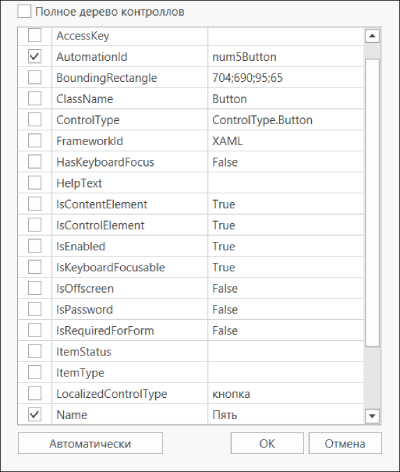 Полное дерево контроллов
AccessKey
AutomationId num5Button
BoundingRectangle 704;690;95;65
ClassName Button
ControlType ControlType.Button
FrameworkId XAML
HasKeyboardFocus False
HelpText
IsContentElement True
IsControlElement True
IsEnabled True
IsKeyboardFocusable True
IsOffscreen False
IsPassword False
IsRequiredForForm False
ItemStatus
ItemType
LocalizedControlType кнопка
Name Пять
Автоматически OK Отмена